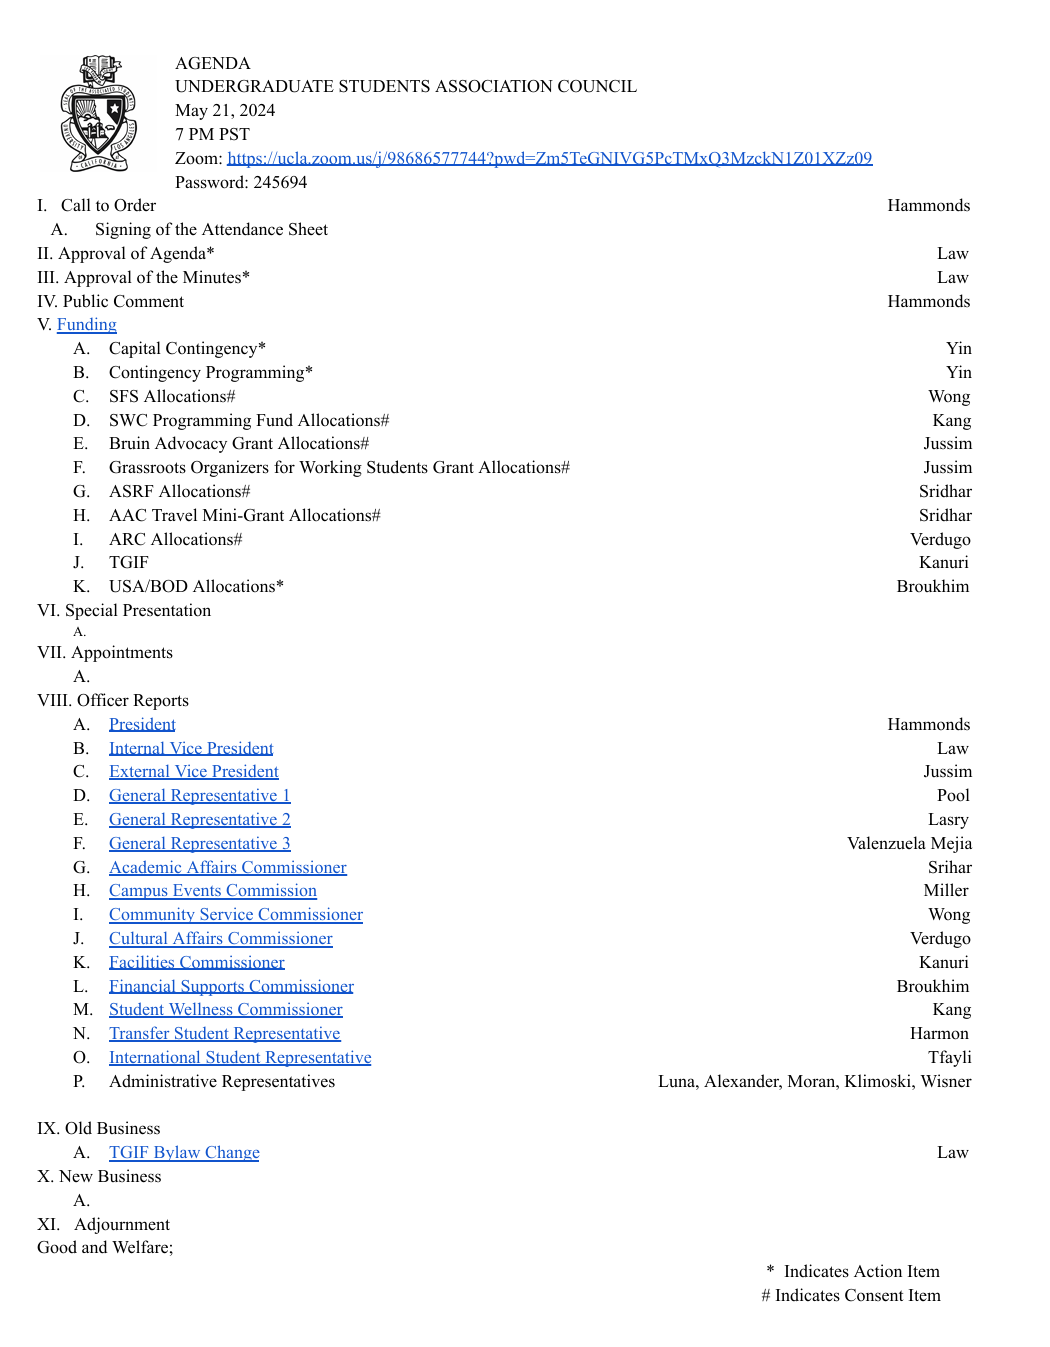 AGENDA
UNDERGRADUATE STUDENTS ASSOCIATION COUNCIL
May 21, 2024
7 PM PST
Zoom: https://ucla.zoom.us/j/98686577744?pwd=Zm5TeGNIVG5PcTMxQ3MzckN1Z01XZz09
Password: 245694
I. Call to Order Hammonds
A. Signing of the Attendance Sheet
II. Approval of Agenda* Law
III. Approval of the Minutes* Law
IV. Public Comment Hammonds
V. Funding
A. Capital Contingency* Yin
B. Contingency Programming* Yin
C. SFS Allocations# Wong
D. SWC Programming Fund Allocations# Kang
E. Bruin Advocacy Grant Allocations# Jussim
F. Grassroots Organizers for Working Students Grant Allocations# Jussim
G. ASRF Allocations# Sridhar
H. AAC Travel Mini-Grant Allocations# Sridhar
I. ARC Allocations# Verdugo
J. TGIF Kanuri
K. USA/BOD Allocations* Broukhim
VI. Special Presentation
A.
VII. Appointments
A.
VIII. Officer Reports
A. President Hammonds
B. Internal Vice President Law
C. External Vice President Jussim
D. General Representative 1 Pool
E. General Representative 2 Lasry
F. General Representative 3 Valenzuela Mejia
G. Academic Affairs Commissioner Srihar
H. Campus Events Commission Miller
I. Community Service Commissioner Wong
J. Cultural Affairs Commissioner Verdugo
K. Facilities Commissioner Kanuri
L. Financial Supports Commissioner Broukhim
M. Student Wellness Commissioner Kang
N. Transfer Student Representative Harmon
O. International Student Representative Tfayli
P. Administrative Representatives Luna, Alexander, Moran, Klimoski, Wisner
IX. Old Business
A. TGIF Bylaw Change Law
X. New Business
A.
XI. Adjournment
Good and Welfare;
* Indicates Action Item
# Indicates Consent Item